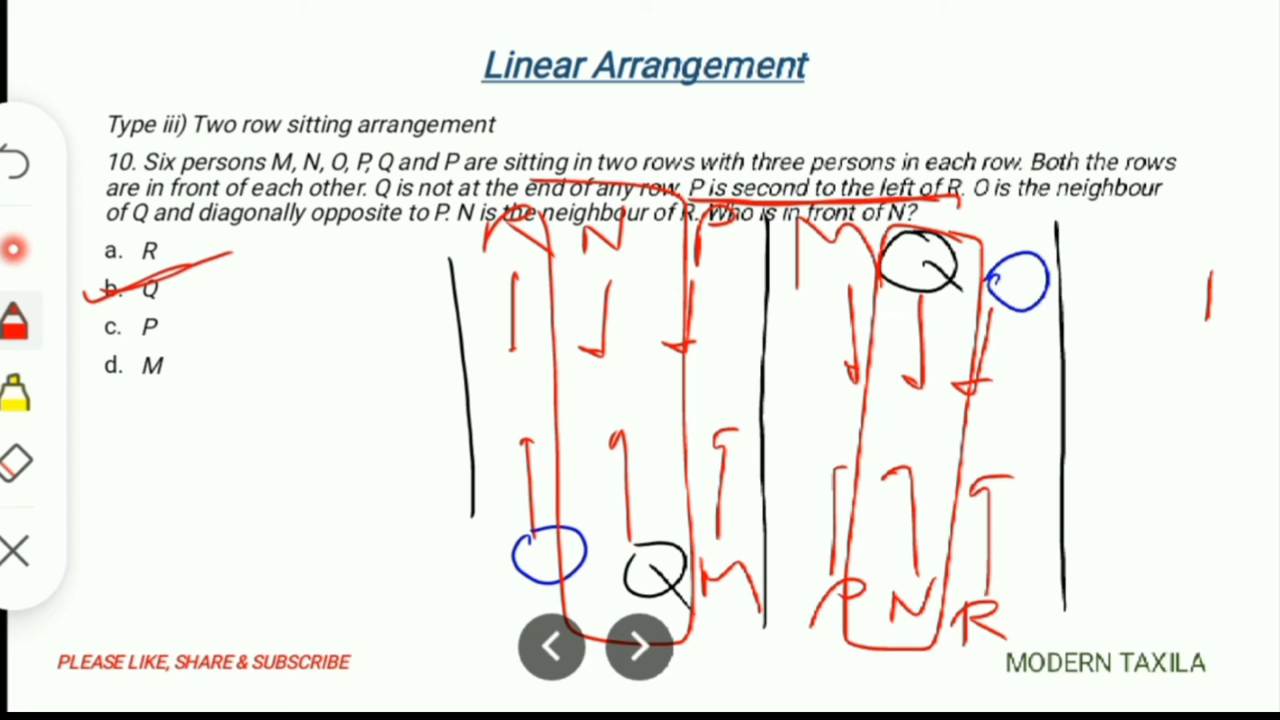 Linear Arrangement
Type iii) Two row sitting arrangement
10. Six persons M, N, O, P, Q and P are sitting in two rows with three persons in each row. Both the rows
are in front of each other. Q is not at the end of any row. P is second to the left of R. O is the neighbour
of Q and diagonally opposite to P. N is the neighbour of R. Who is in front of N?
a. R
b. Q
c. P
d. M
R N P M Q O
O Q M P N R
PLEASE LIKE, SHARE & SUBSCRIBE
MODERN TAXILA